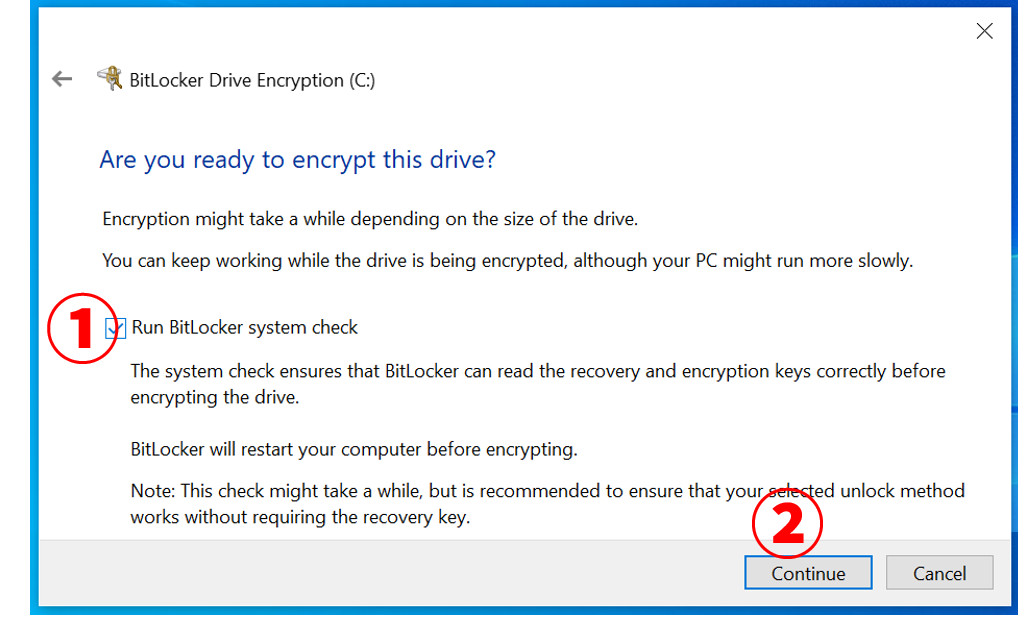 BitLocker Drive Encryption (C:)
Are you ready to encrypt this drive?
Encryption might take a while depending on the size of the drive.
You can keep working while the drive is being encrypted, although your PC might run more slowly.
1
Run BitLocker system check
The system check ensures that BitLocker can read the recovery and encryption keys correctly before
encrypting the drive.
BitLocker will restart your computer before encrypting.
Note: This check might take a while, but is recommended to ensure that your selected unlock method
works without requiring the recovery key.
2
Continue
Cancel